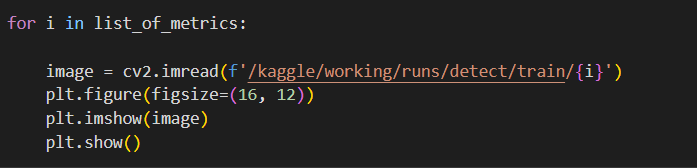 for i in list_of_metrics:
image = cv2.imread(f'/kaggle/working/runs/detect/train/{i}')
plt.figure(figsize=(16, 12))
plt.imshow(image)
plt.show()